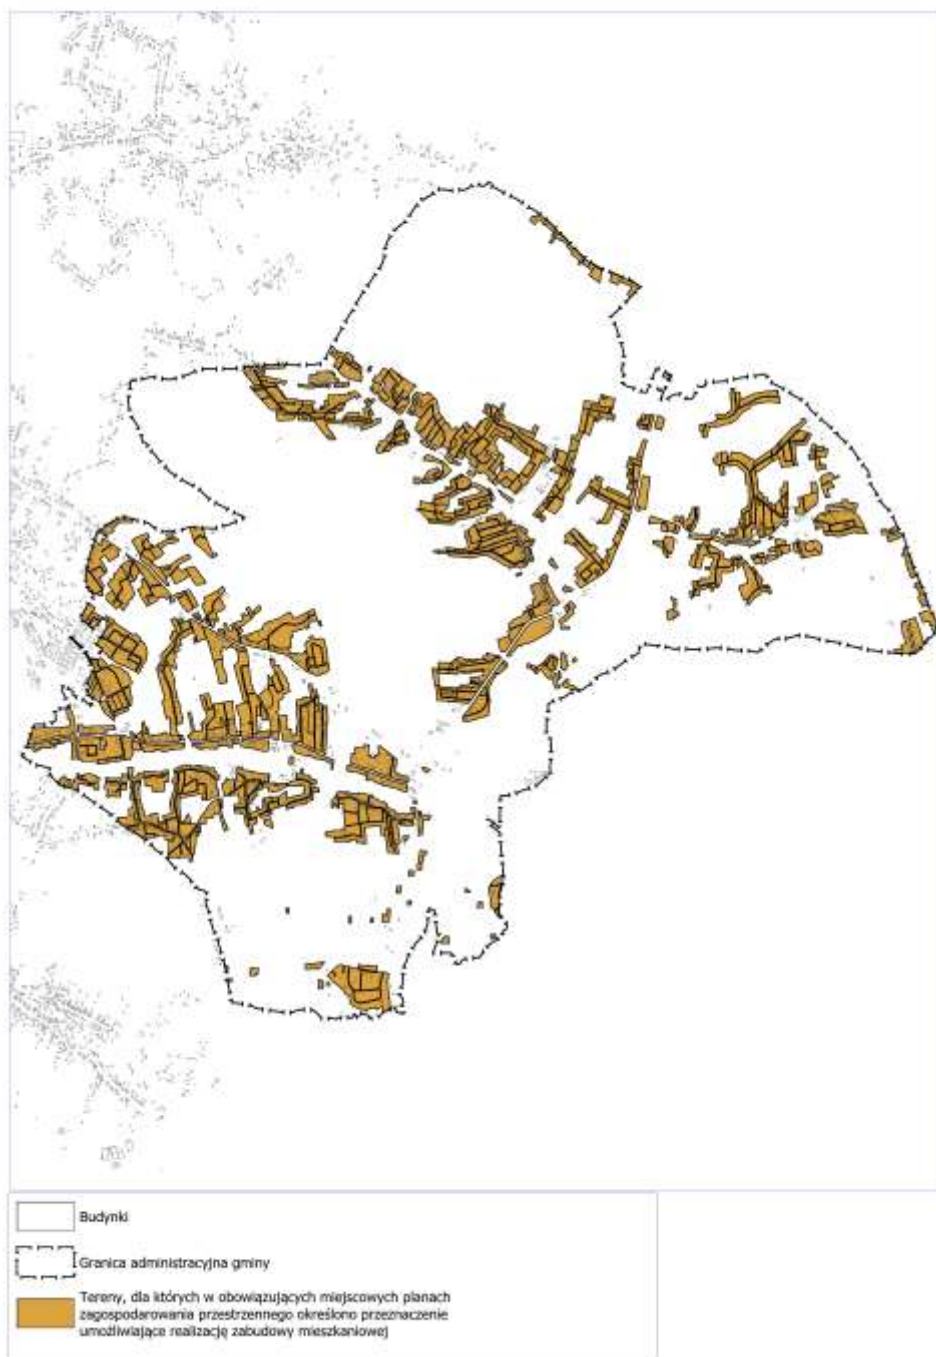 Budynki
Granica administracyjna gminy
Tereny, dla których w obowiązujących miejscowych planach
zagospodarowania przestrzennego określono przeznaczenie
umożliwiające realizację zabudowy mieszkaniowej